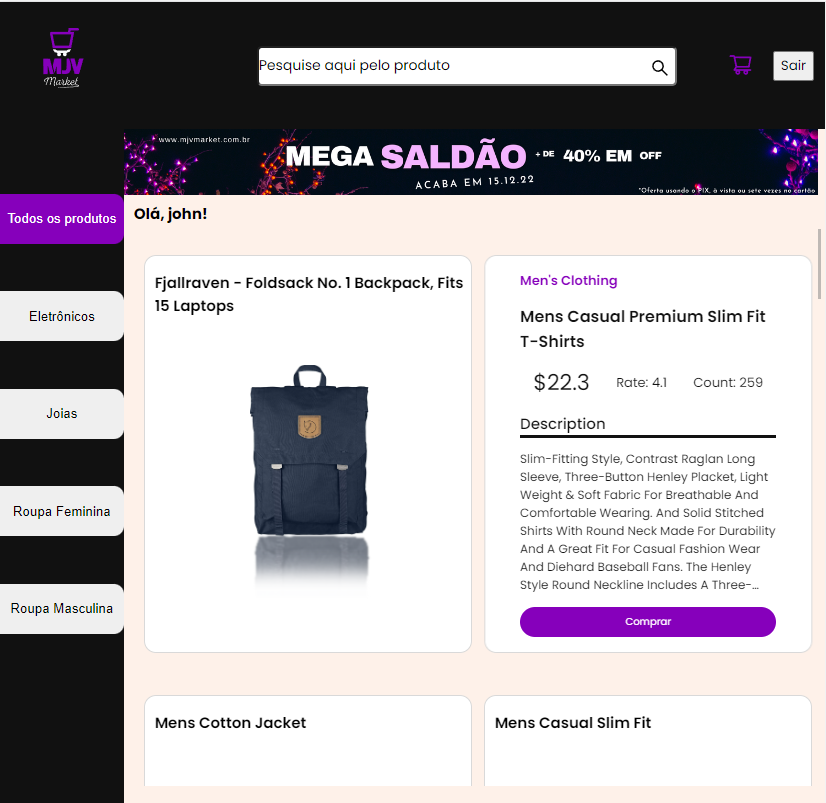 MJV
Market
Pesquise aqui pelo produto
Sair
www.mjvmarket.com.br
MEGA SALDÃO + DE 40% EM OFF
ACABA EM 15.12.22
*Oferta usando o PIX, à vista ou sete vezes no cartão
Todos os produtos
Eletrônicos
Joias
Roupa Feminina
Roupa Masculina
Olá, john!
Fjallraven - Foldsack No. 1 Backpack, Fits
15 Laptops
Men's Clothing
Mens Casual Premium Slim Fit
T-Shirts
$22.3 Rate: 4.1 Count: 259
Description
Slim-Fitting Style, Contrast Raglan Long
Sleeve, Three-Button Henley Placket, Light
Weight & Soft Fabric For Breathable And
Comfortable Wearing. And Solid Stitched
Shirts With Round Neck Made For Durability
And A Great Fit For Casual Fashion Wear
And Diehard Baseball Fans. The Henley
Style Round Neckline Includes A Three-...
Comprar
Mens Cotton Jacket
Mens Casual Slim Fit